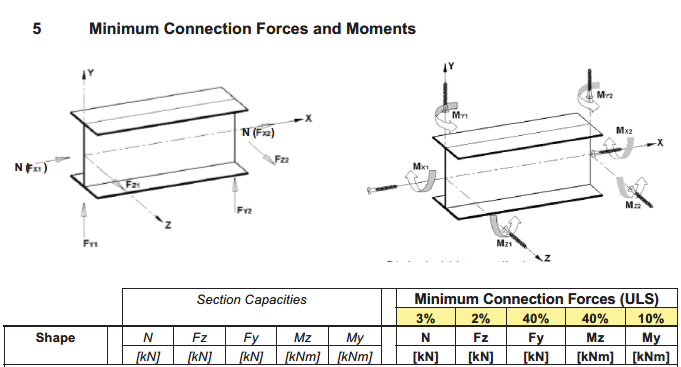 5 Minimum Connection Forces and Moments
Y
X
N (Fx2)
Fz2
N (Fx1)
Fz1
Fy2
Z
Fy1
Y
MY2
MY1
Mx2
X
Mx1
Mz2
Mz1
Z
Section Capacities Minimum Connection Forces (ULS)
3% 2% 40% 40% 10%
Shape N Fz Fy Mz My N Fz Fy Mz My
[kN] [kN] [kN] [kNm] [kNm] [kN] [kN] [kN] [kNm] [kNm]